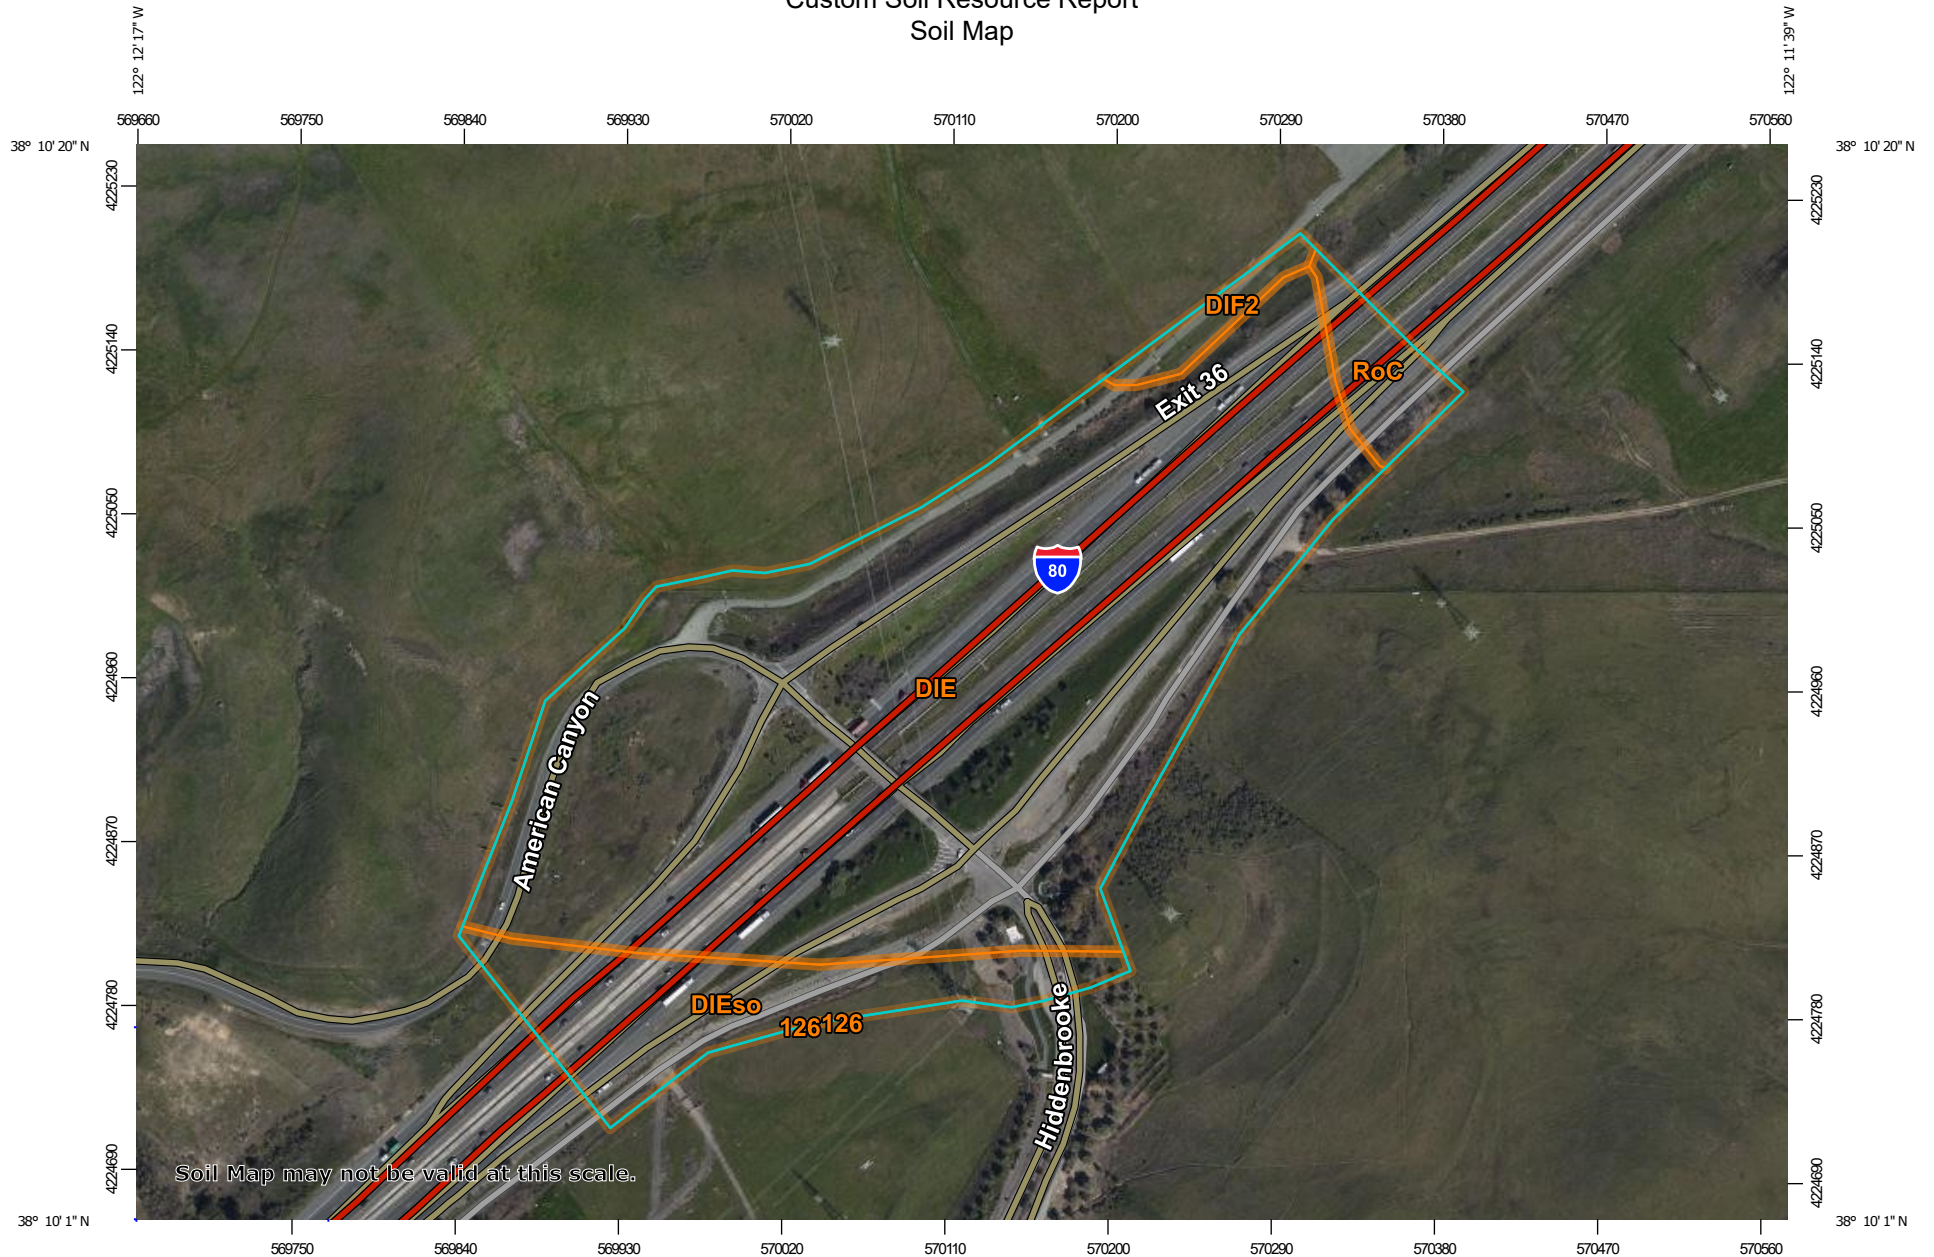 Custom Soil Resource Report
Soil Map
122° 12' 17" W
122° 11' 39" W
569660 569750 569840 569930 570020 570110 570200 570290 570380 570470 570560
38° 10' 20" N
38° 10' 20" N
4225230
4225230
DIF2
4225140
4225140
RoC
Exit 36
4225050
4225050
80
4224960
4224960
DIE
American Canyon
4224870
4224870
4224780
4224780
DIEso
126 126
Hiddenbrooke
4224690
4224690
Soil Map may not be valid at this scale.
38° 10' 1" N
38° 10' 1" N
569750 569840 569930 570020 570110 570200 570290 570380 570470 570560